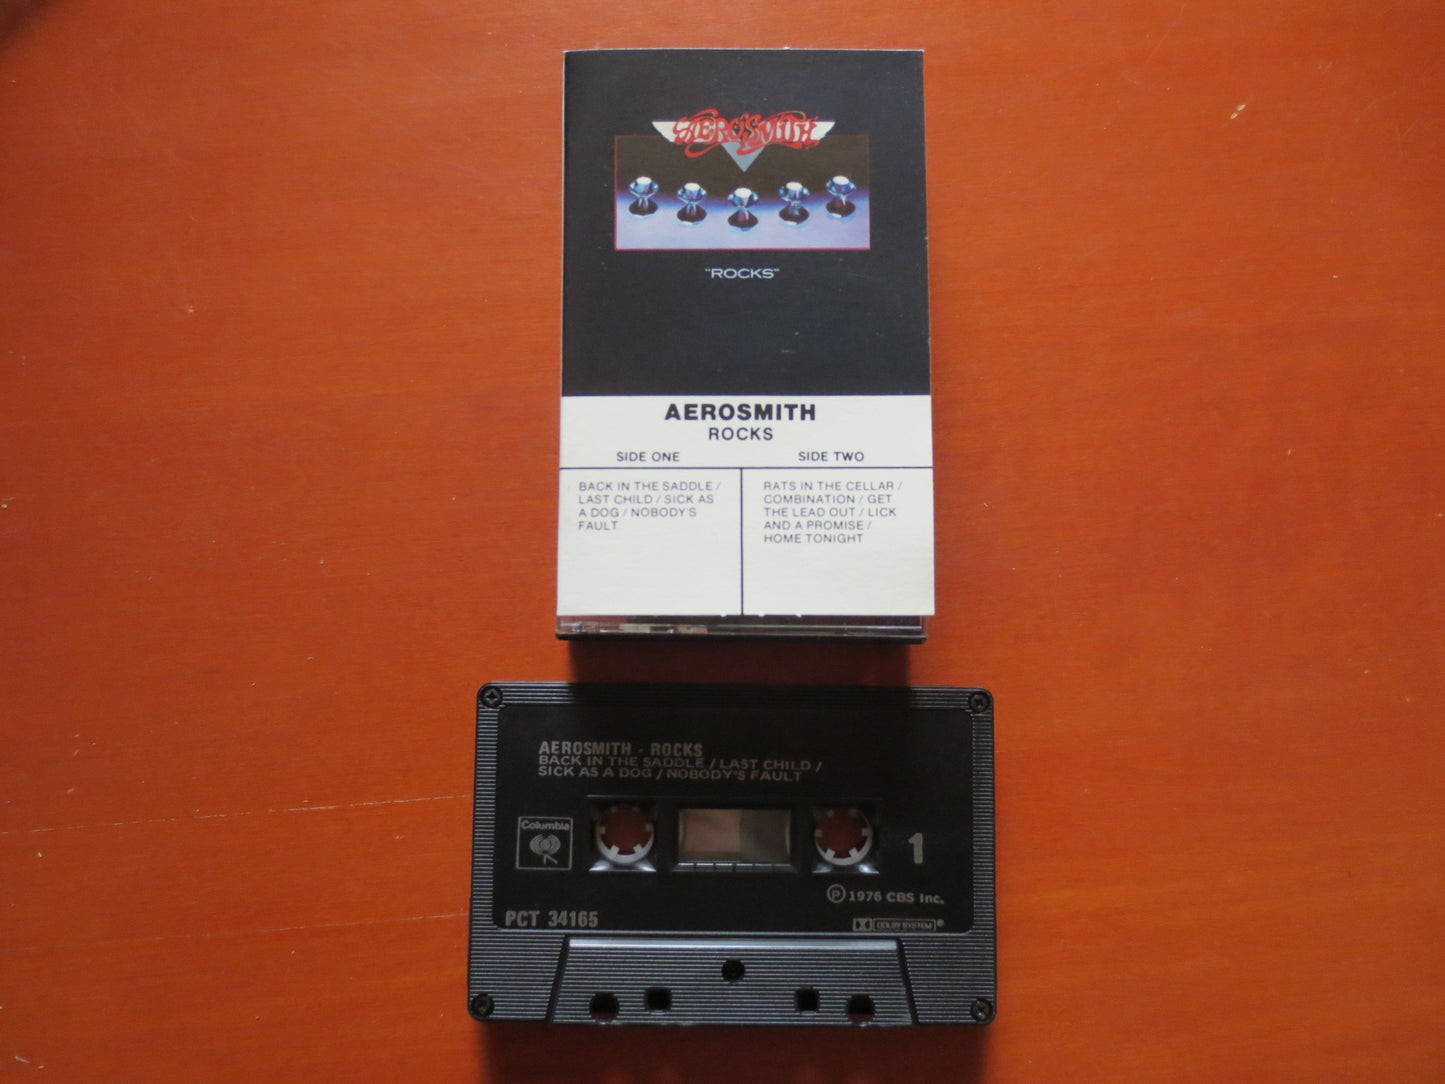 AEROSMITH
"ROCKS"
AEROSMITH
ROCKS
SIDE ONE
BACK IN THE SADDLE /
LAST CHILD / SICK AS
A DOG / NOBODY'S
FAULT
SIDE TWO
RATS IN THE CELLAR /
COMBINATION / GET
THE LEAD OUT / LICK
AND A PROMISE /
HOME TONIGHT
AEROSMITH - ROCKS
BACK IN THE SADDLE / LAST CHILD /
SICK AS A DOG / NOBODY'S FAULT
Columbia
1
℗ 1976 CBS Inc.
PCT 34165
DOLBY SYSTEM ®